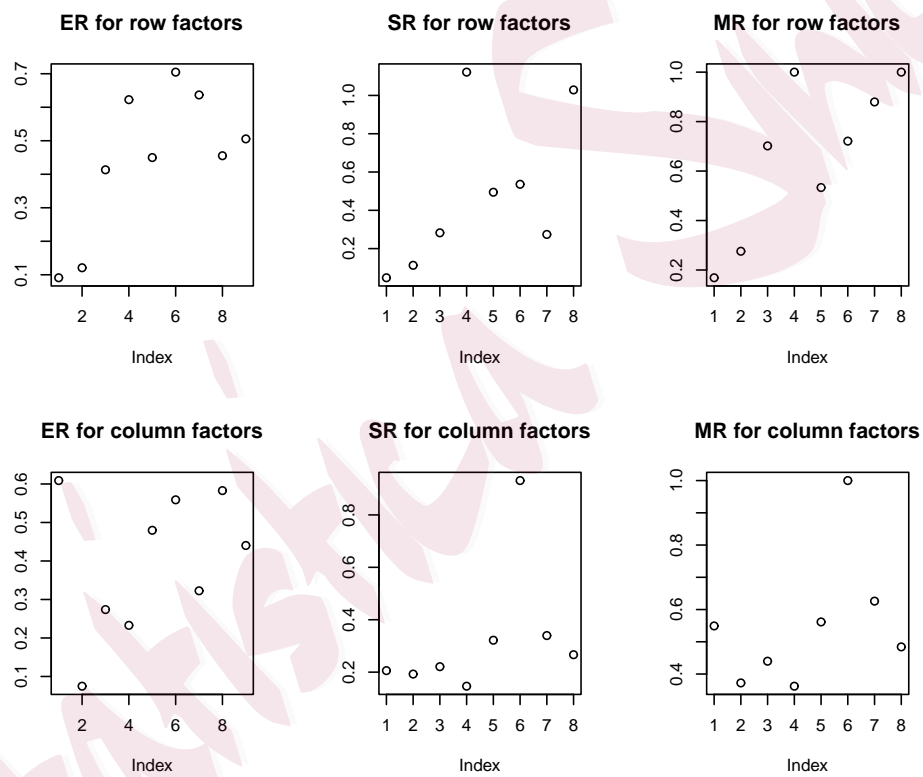 ER for row factors
SR for row factors
MR for row factors
0.1 0.3 0.5 0.7
2 4 6 8
Index
0.2 0.4 0.6 0.8 1.0
1 2 3 4 5 6 7 8
Index
0.2 0.4 0.6 0.8 1.0
1 2 3 4 5 6 7 8
Index
ER for column factors
SR for column factors
MR for column factors
0.1 0.2 0.3 0.4 0.5 0.6
2 4 6 8
Index
0.2 0.4 0.6 0.8
1 2 3 4 5 6 7 8
Index
0.4 0.6 0.8 1.0
1 2 3 4 5 6 7 8
Index